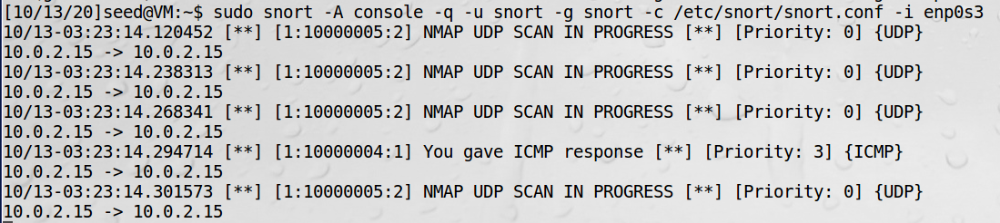 [10/13/20]seed@VM:~$ sudo snort -A console -q -u snort -g snort -c /etc/snort/snort.conf -i enp0s3
10/13-03:23:14.120452 [**] [1:10000005:2] NMAP UDP SCAN IN PROGRESS [**] [Priority: 0] {UDP}
10.0.2.15 -> 10.0.2.15
10/13-03:23:14.238313 [**] [1:10000005:2] NMAP UDP SCAN IN PROGRESS [**] [Priority: 0] {UDP}
10.0.2.15 -> 10.0.2.15
10/13-03:23:14.268341 [**] [1:10000005:2] NMAP UDP SCAN IN PROGRESS [**] [Priority: 0] {UDP}
10.0.2.15 -> 10.0.2.15
10/13-03:23:14.294714 [**] [1:10000004:1] You gave ICMP response [**] [Priority: 3] {ICMP}
10.0.2.15 -> 10.0.2.15
10/13-03:23:14.301573 [**] [1:10000005:2] NMAP UDP SCAN IN PROGRESS [**] [Priority: 0] {UDP}
10.0.2.15 -> 10.0.2.15